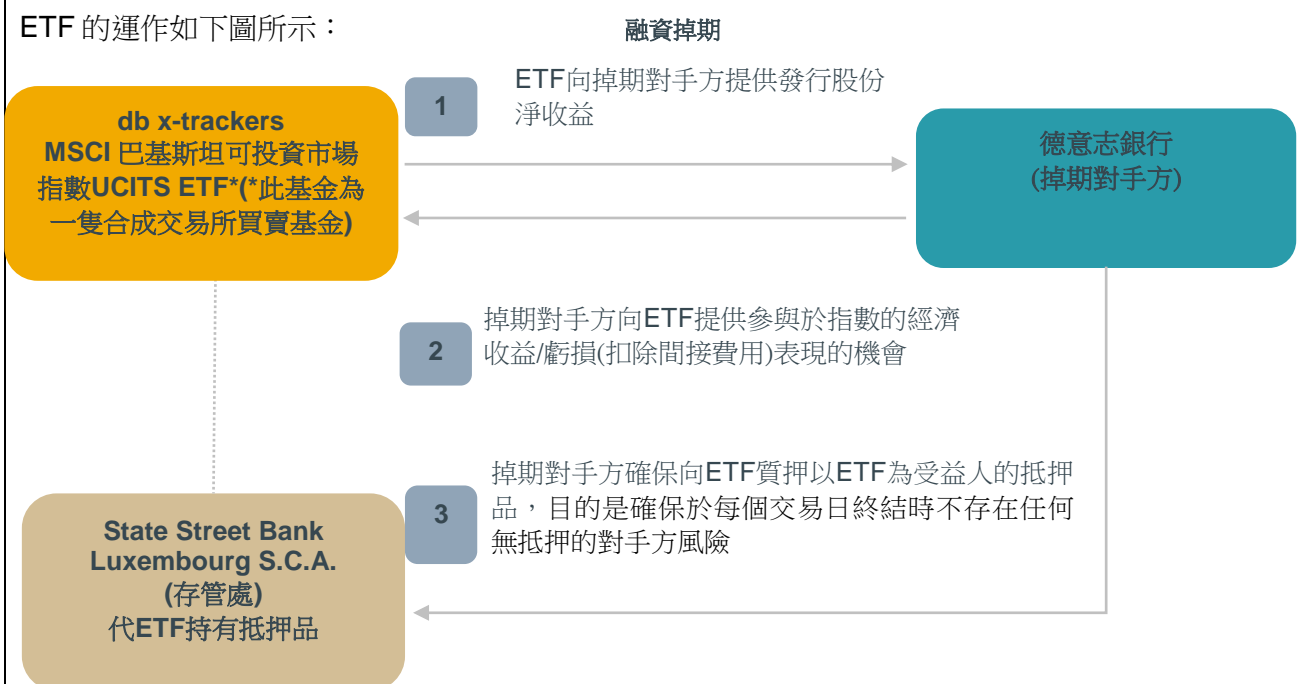 ETF 的運作如下圖所示：
融資掉期
1
ETF向掉期對手方提供發行股份
淨收益
db x-trackers
MSCI 巴基斯坦可投資市場
指數UCITS ETF*(*此基金為
一隻合成交易所買賣基金)
德意志銀行
(掉期對手方)
2
掉期對手方向ETF提供參與於指數的經濟
收益/虧損(扣除間接費用)表現的機會
3
掉期對手方確保向ETF質押以ETF為受益人的抵押
品，目的是確保於每個交易日終結時不存在任何
無抵押的對手方風險
State Street Bank
Luxembourg S.C.A.
(存管處)
代ETF持有抵押品